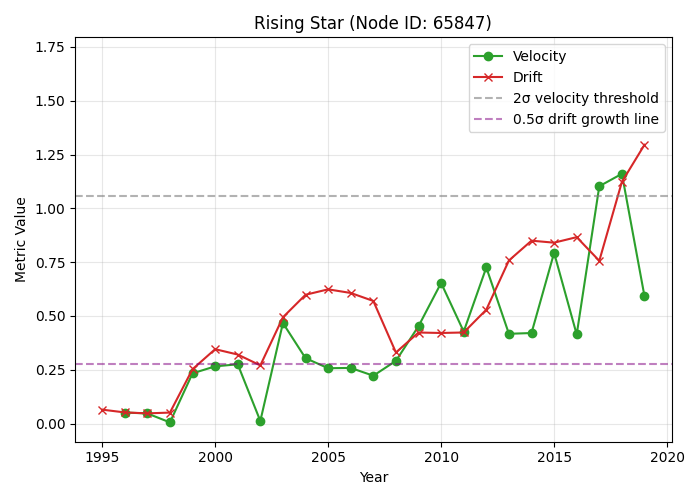 Rising Star (Node ID: 65847)
Velocity
Drift
2σ velocity threshold
0.5σ drift growth line
1.75
1.50
1.25
1.00
0.75
0.50
0.25
0.00
Metric Value
1995
2000
2005
2010
2015
2020
Year